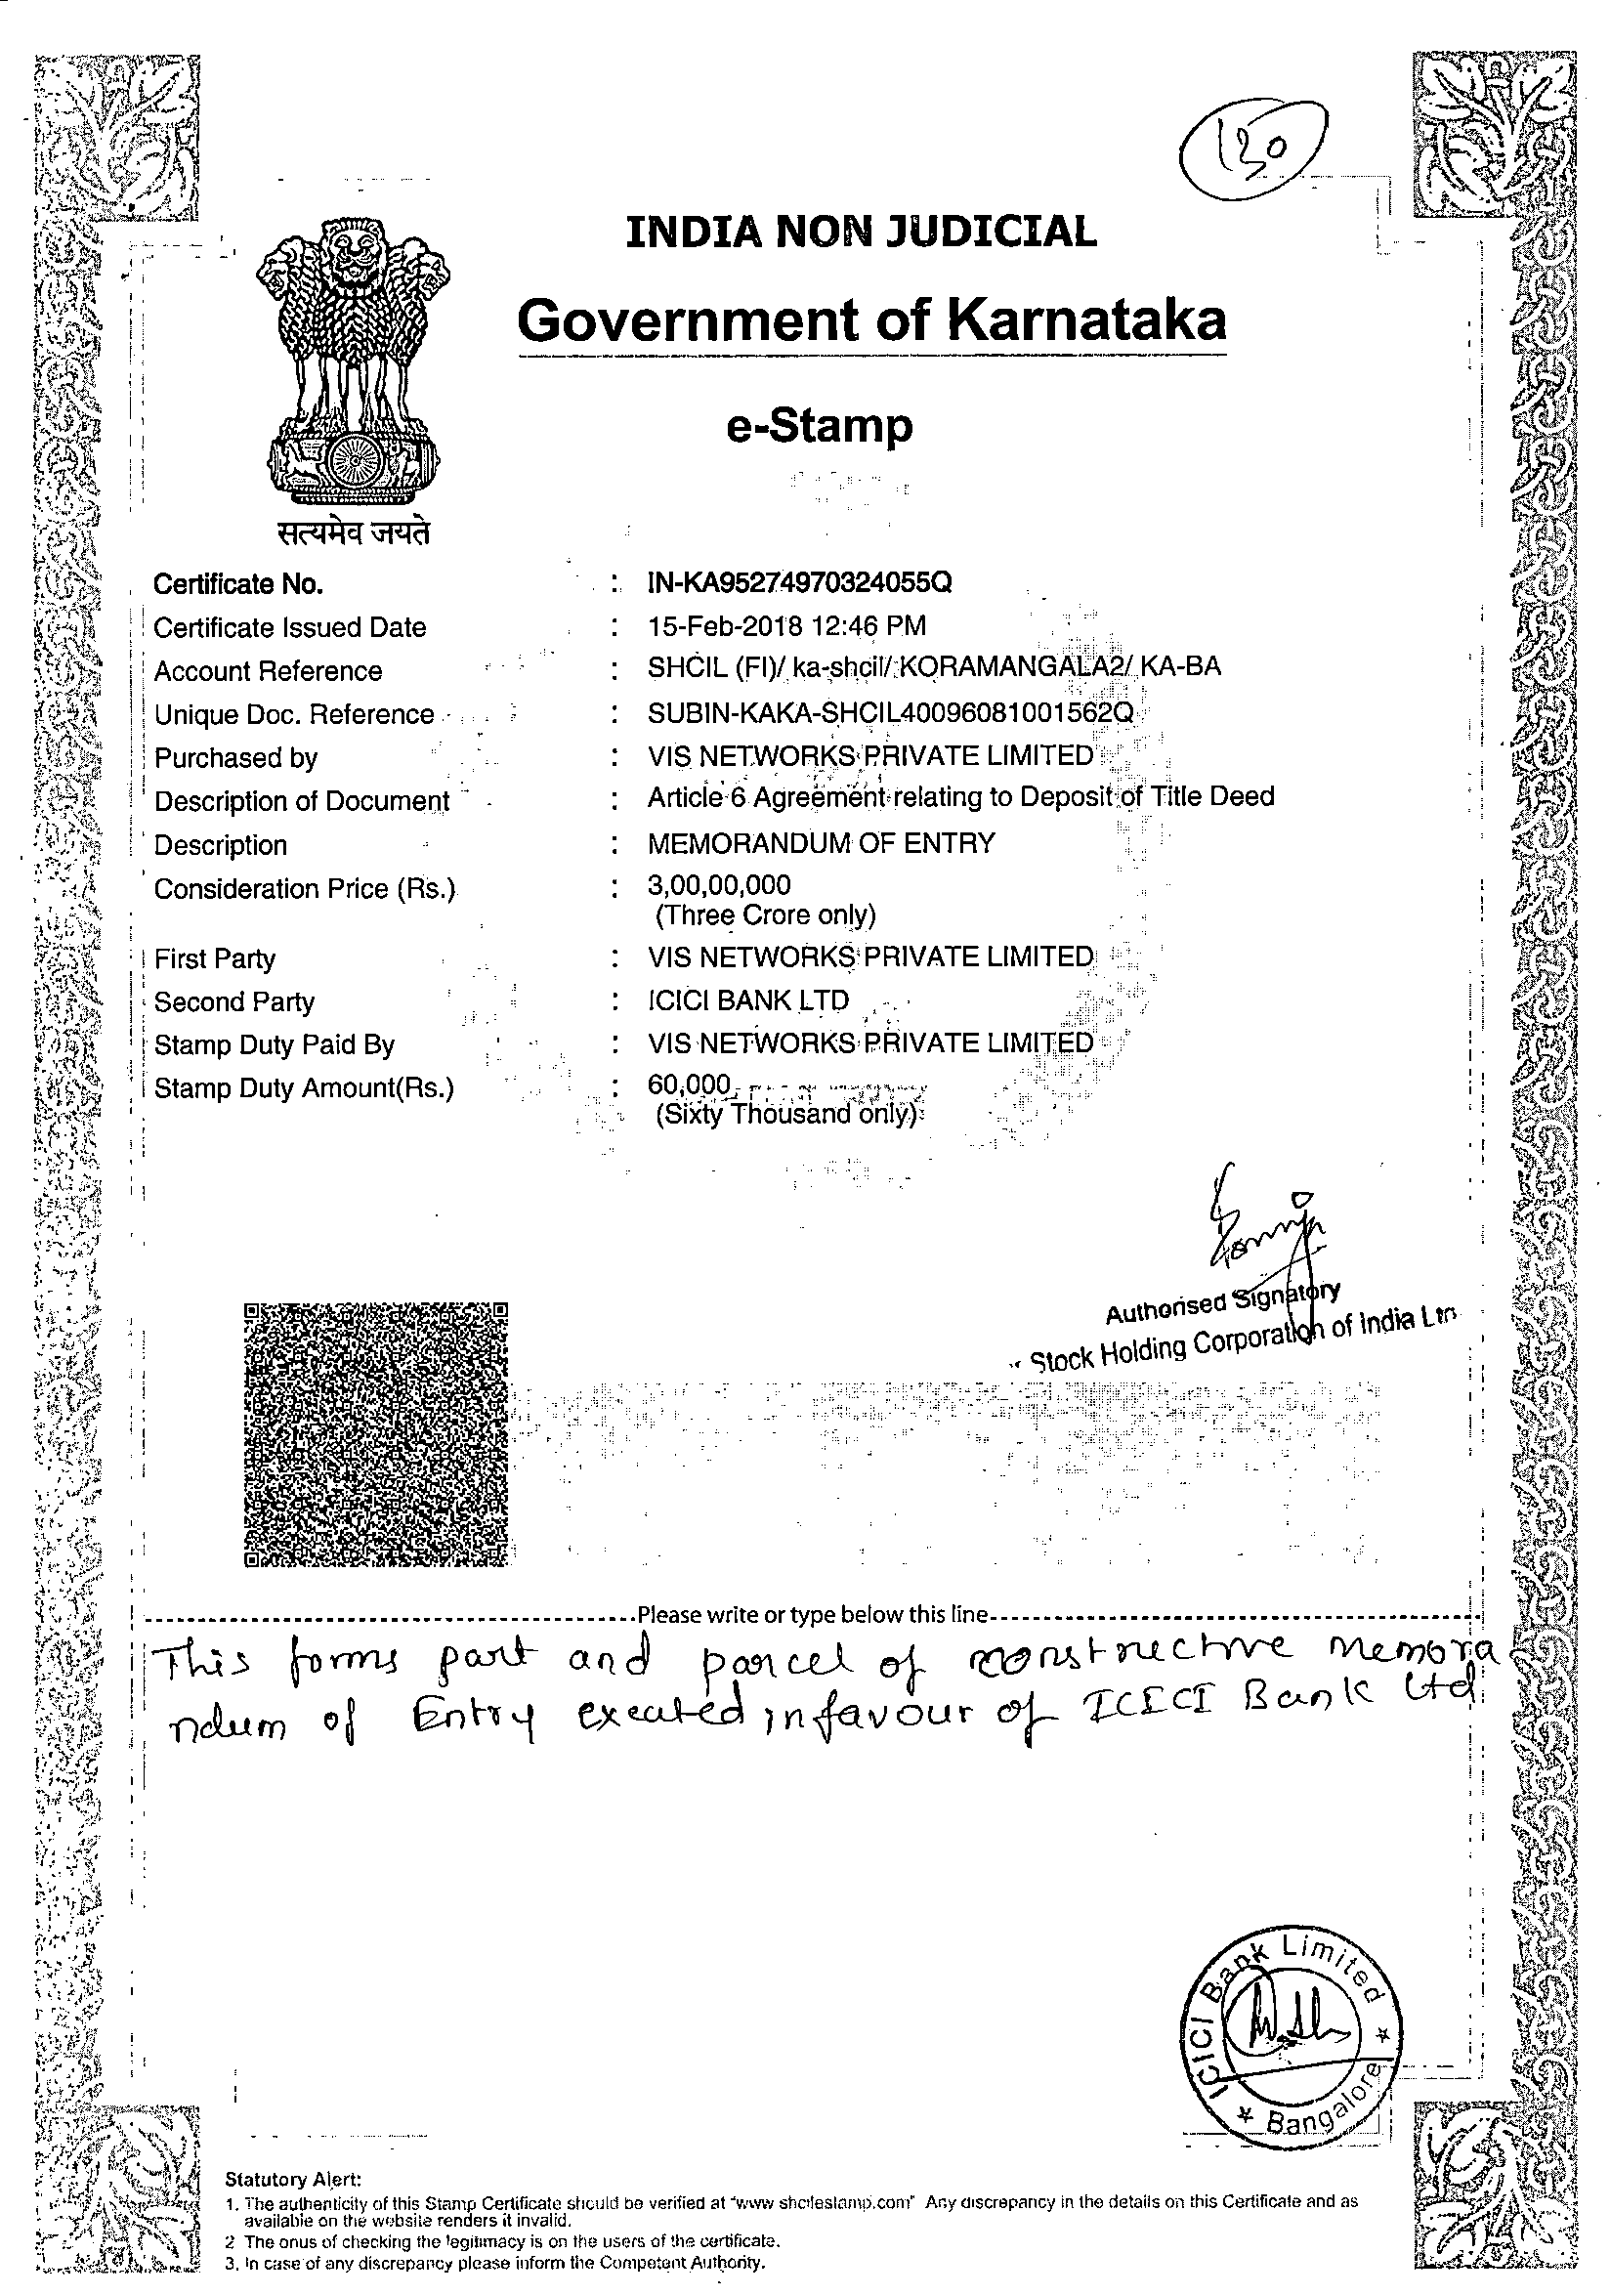 130
INDIA NON JUDICIAL
Government of Karnataka
e-Stamp
सत्यमेव जयते
Certificate No. : IN-KA95274970324055Q
Certificate Issued Date : 15-Feb-2018 12:46 PM
Account Reference : SHCIL (FI)/ ka-shcil/ KORAMANGALA2/ KA-BA
Unique Doc. Reference : SUBIN-KAKA-SHCIL40096081001562Q
Purchased by : VIS NETWORKS PRIVATE LIMITED
Description of Document : Article 6 Agreement relating to Deposit of Title Deed
Description : MEMORANDUM OF ENTRY
Consideration Price (Rs.) : 3,00,00,000
(Three Crore only)
First Party : VIS NETWORKS PRIVATE LIMITED
Second Party : ICICI BANK LTD
Stamp Duty Paid By : VIS NETWORKS PRIVATE LIMITED
Stamp Duty Amount(Rs.) : 60,000
(Sixty Thousand only)
Authorised Signatory
Stock Holding Corporation of India Ltd
Please write or type below this line
This forms part and parcel of constructive Memora
ndum of Entry executed in favour of ICICI Bank Ltd
ICICI Bank Limited
Bangalore
Statutory Alert:
1. The authenticity of this Stamp Certificate should be verified at "www shcilestamp.com" Any discrepancy in the details on this Certificate and as
available on the website renders it invalid.
2 The onus of checking the legitimacy is on the users of the certificate.
3. In case of any discrepancy please inform the Competent Authority.